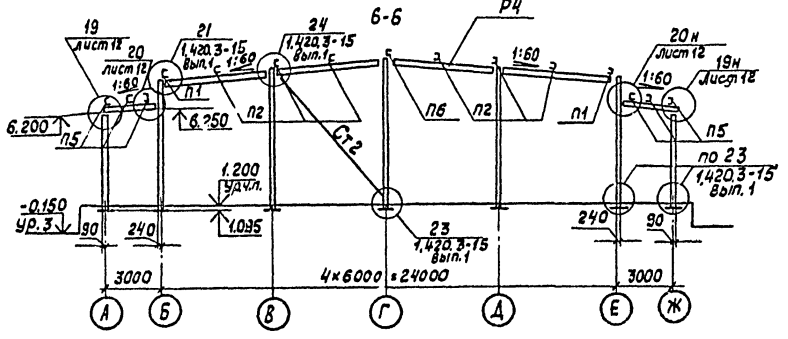 6-6
19
лист 12
20
лист 12
1:60
21
1.420.3-15
вып.1
1:60
24
1.420.3-15
вып.1
Р4
1:60
20н
лист 12
1:60
19н
лист 12
6.200
П5
П1
П2
П6
П2
П1
П5
Ст2
1.200
1.095
-0.150
ур.з
90
240
23
1.420.3-15
вып.1
по 23
1.420.3-15
вып.1
240
90
3000
4×6000=24000
3000
А
Б
В
Г
Д
Е
Ж